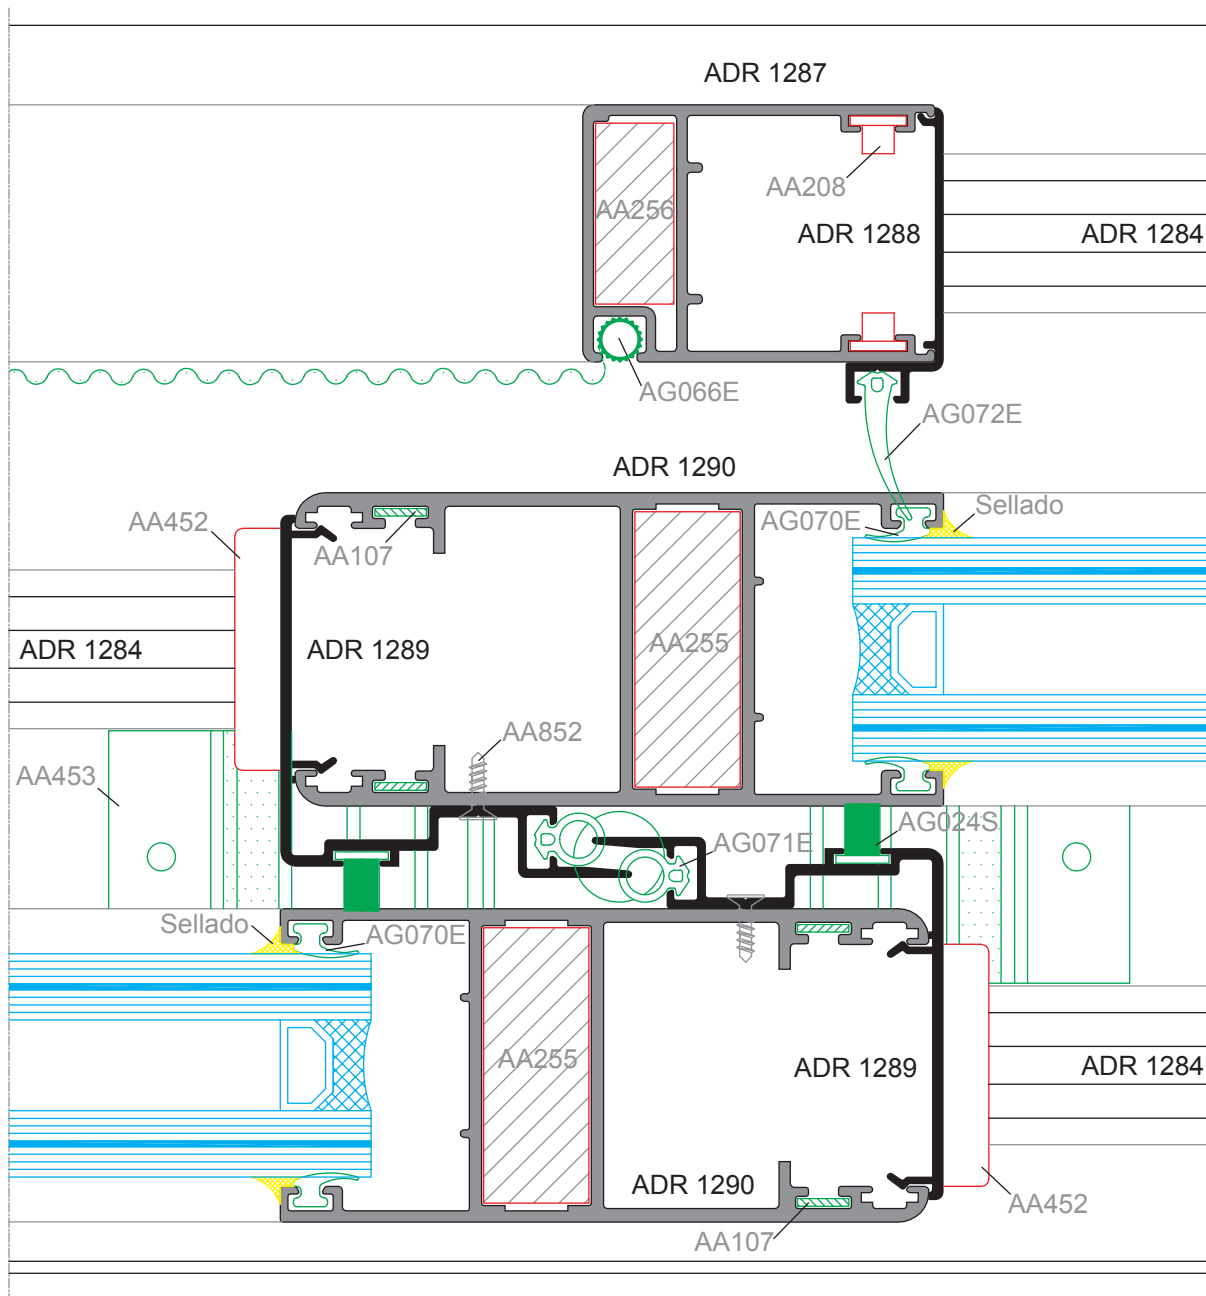 ADR 1287
AA208
AA256
ADR 1288
ADR 1284
AG066E
AG072E
ADR 1290
AA452
Sellado
AG070E
AA107
ADR 1284
ADR 1289
AA255
AA852
AA453
AG024S
AG071E
Sellado
AG070E
AA255
ADR 1289
ADR 1284
ADR 1290
AA452
AA107